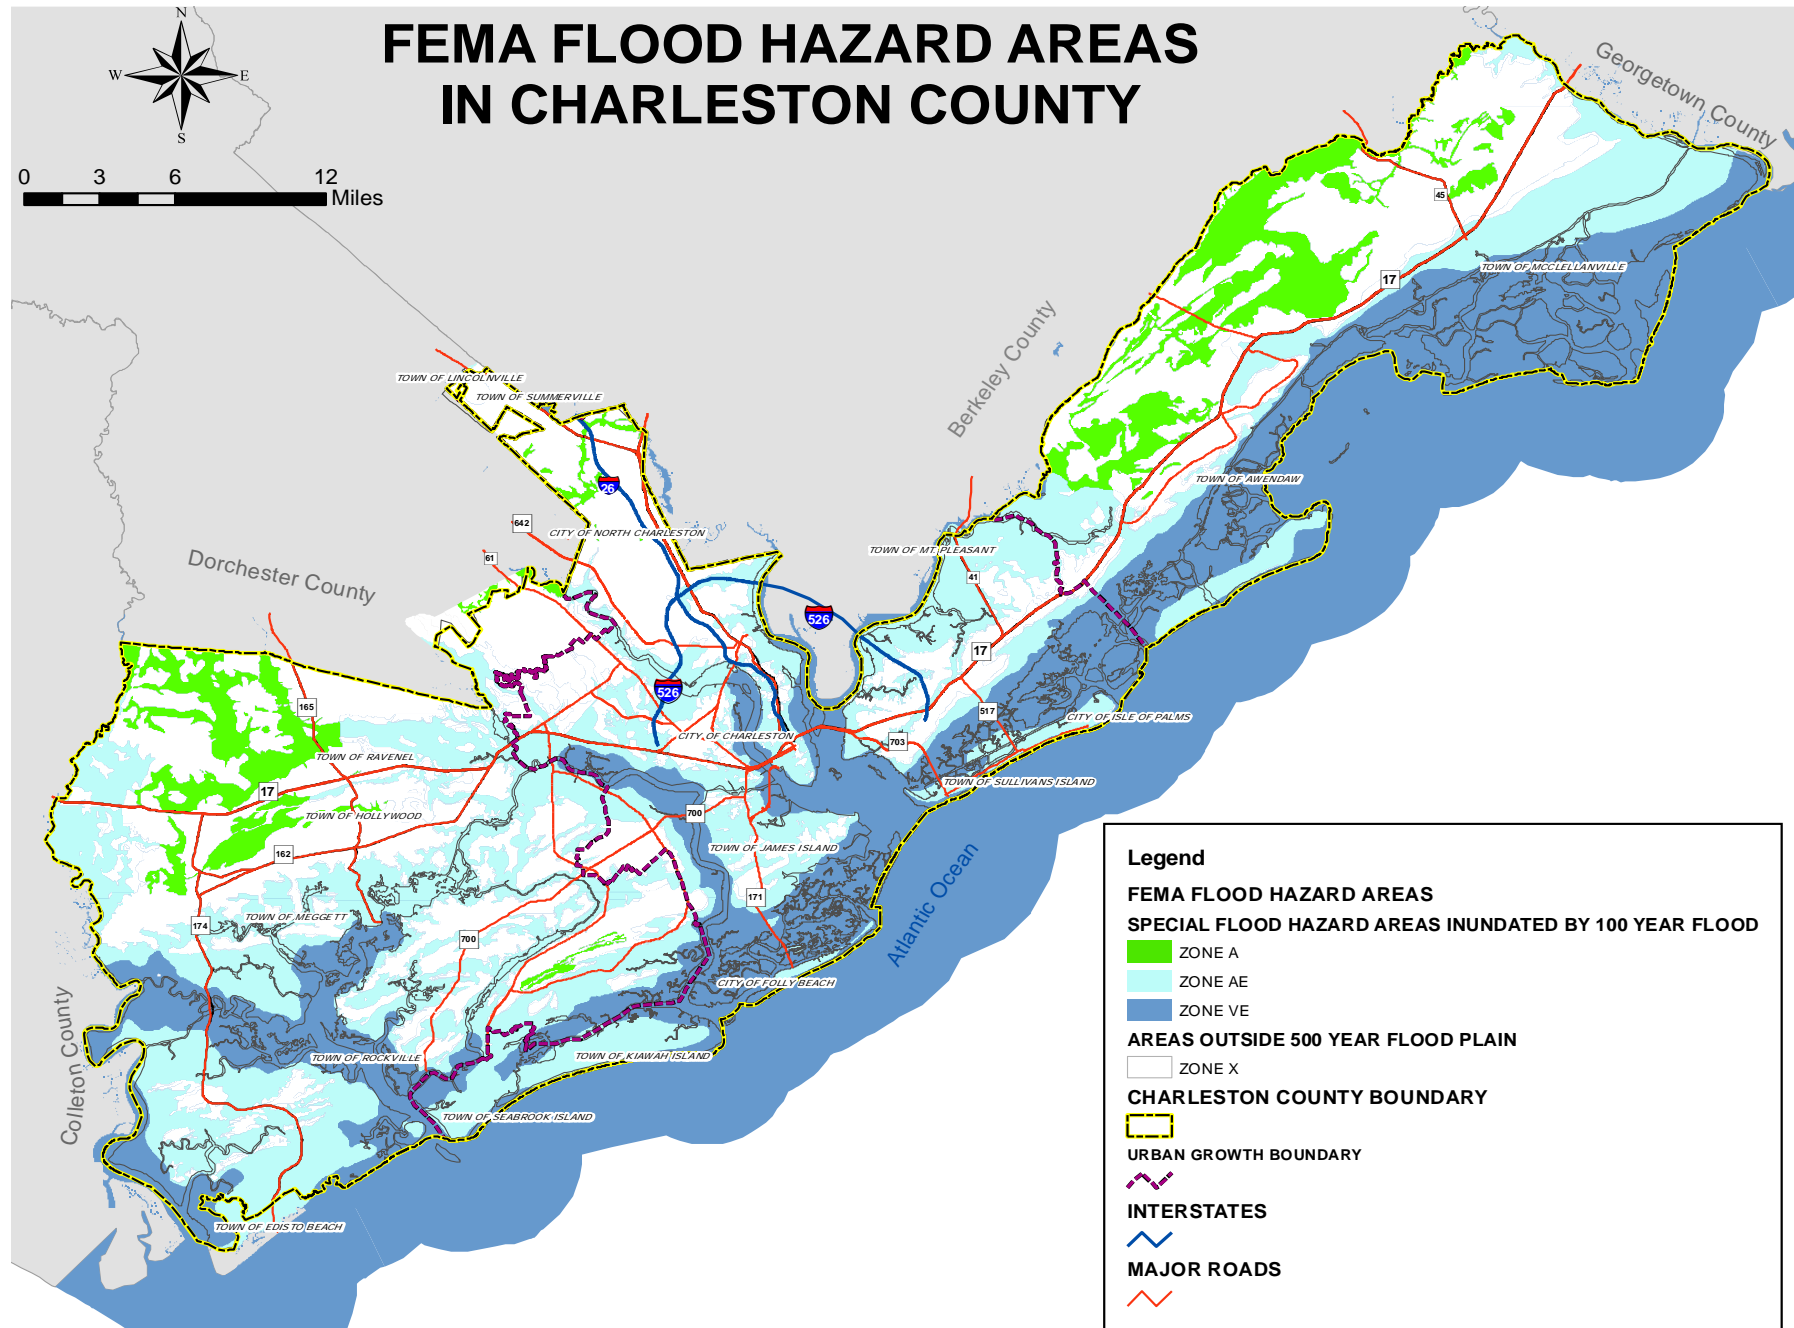 FEMA FLOOD HAZARD AREAS
IN CHARLESTON COUNTY
N
W
E
S
0 3 6 12
Miles
Georgetown County
Berkeley County
Dorchester County
Colleton County
Atlantic Ocean
45
TOWN OF MCCLELLANVILLE
17
TOWN OF LINCOLNVILLE
TOWN OF SUMMERVILLE
26
TOWN OF AWENDAW
642
CITY OF NORTH CHARLESTON
61
TOWN OF MT. PLEASANT
41
526
17
526
165
517
CITY OF ISLE OF PALMS
CITY OF CHARLESTON
703
TOWN OF RAVENEL
TOWN OF SULLIVANS ISLAND
17
TOWN OF HOLLYWOOD
700
162
TOWN OF JAMES ISLAND
171
TOWN OF MEGGETT
174
700
CITY OF FOLLY BEACH
TOWN OF ROCKVILLE
TOWN OF KIAWAH ISLAND
TOWN OF SEABROOK ISLAND
TOWN OF EDISTO BEACH
Legend
FEMA FLOOD HAZARD AREAS
SPECIAL FLOOD HAZARD AREAS INUNDATED BY 100 YEAR FLOOD
ZONE A
ZONE AE
ZONE VE
AREAS OUTSIDE 500 YEAR FLOOD PLAIN
ZONE X
CHARLESTON COUNTY BOUNDARY
URBAN GROWTH BOUNDARY
INTERSTATES
MAJOR ROADS